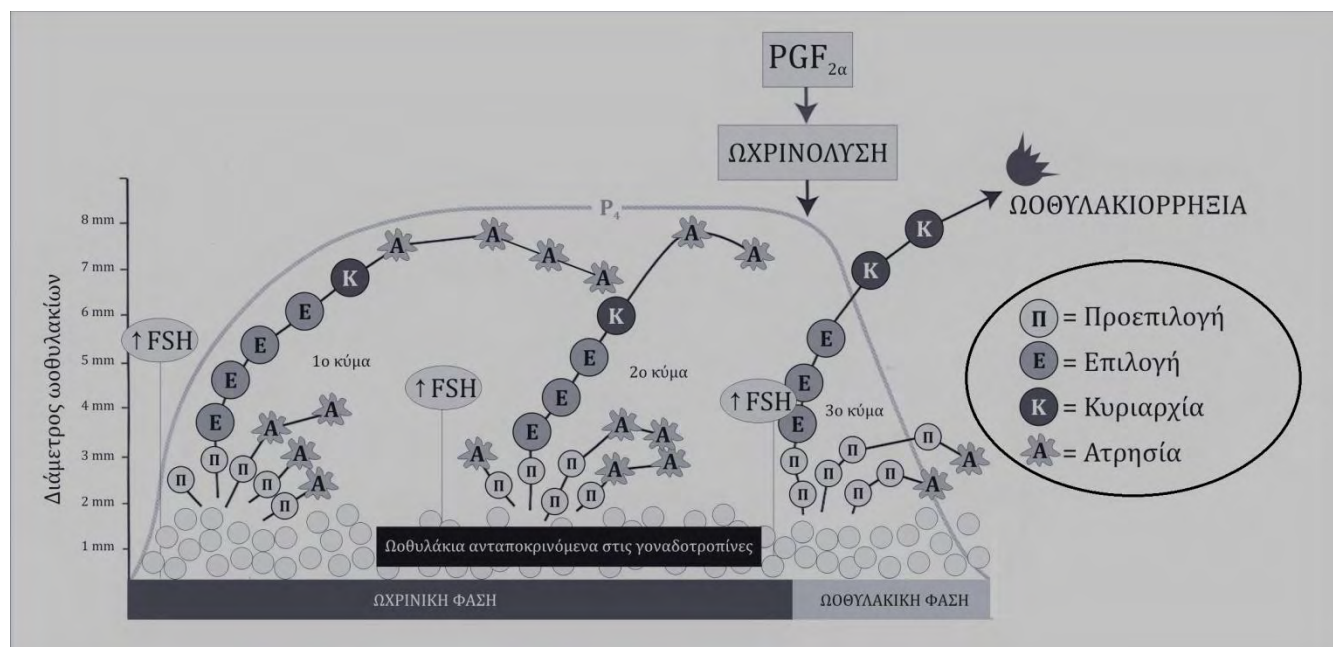 PGF2α
ΩΧΡΙΝΟΛΥΣΗ
ΩΟΘΥΛΑΚΙΟΡΡΗΞΙΑ
P4
Διάμετρος ωοθυλακίων
8 mm
7 mm
6 mm
5 mm
4 mm
3 mm
2 mm
1 mm
↑ FSH
1ο κύμα
↑ FSH
2ο κύμα
↑ FSH
3ο κύμα
Π Π Π Π Π Ε Ε Ε Ε Κ Α Α Α Α
Α Α Α Α
Α Π Π Π Π Π Ε Ε Ε Κ Α Α
Α Α Α Α
Π Π Π Π Π Π Π Ε Ε Ε Κ Κ
Α Α
Π = Προεπιλογή
Ε = Επιλογή
Κ = Κυριαρχία
Α = Ατρησία
Ωοθυλάκια ανταποκρινόμενα στις γοναδοτροπίνες
ΩΧΡΙΝΙΚΗ ΦΑΣΗ
ΩΟΘΥΛΑΚΙΚΗ ΦΑΣΗ